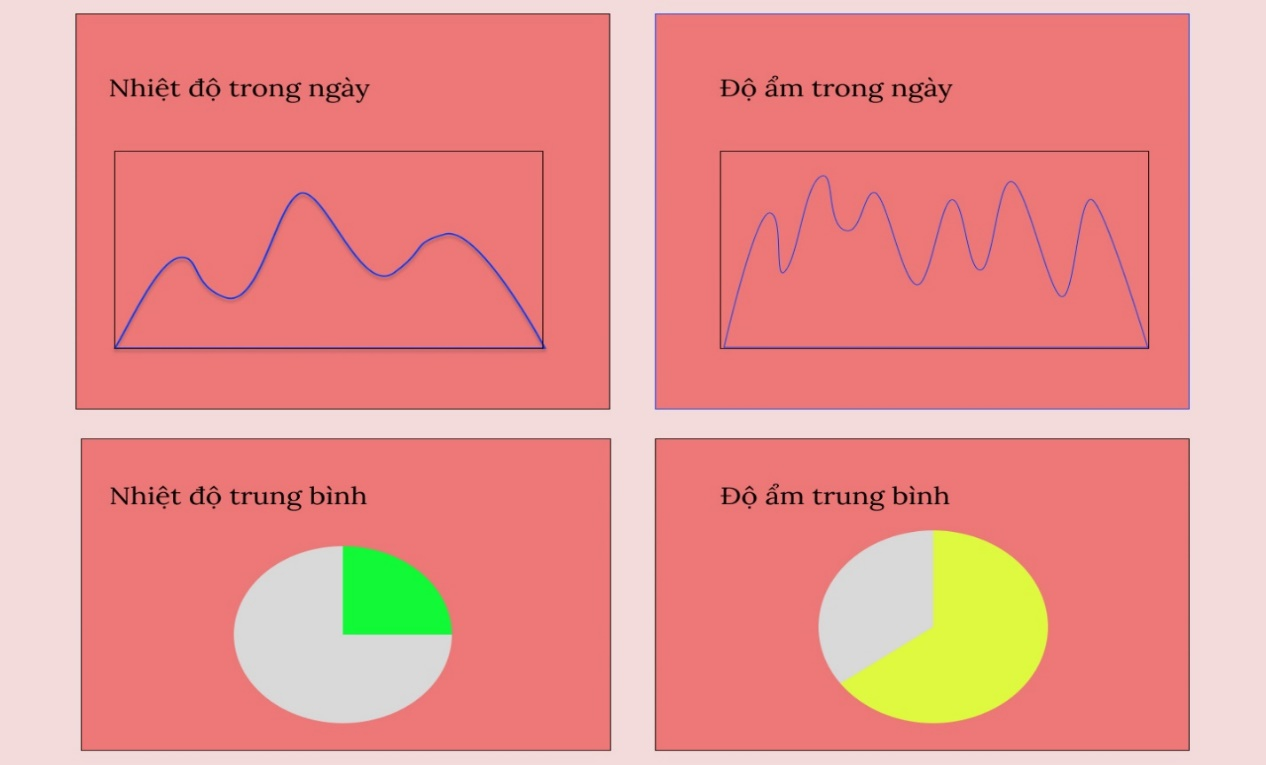 Nhiệt độ trong ngày
Độ ẩm trong ngày
Nhiệt độ trung bình
Độ ẩm trung bình